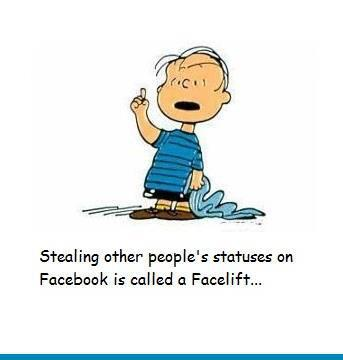 Stealing other people's statuses on
Facebook is called a Facelift...